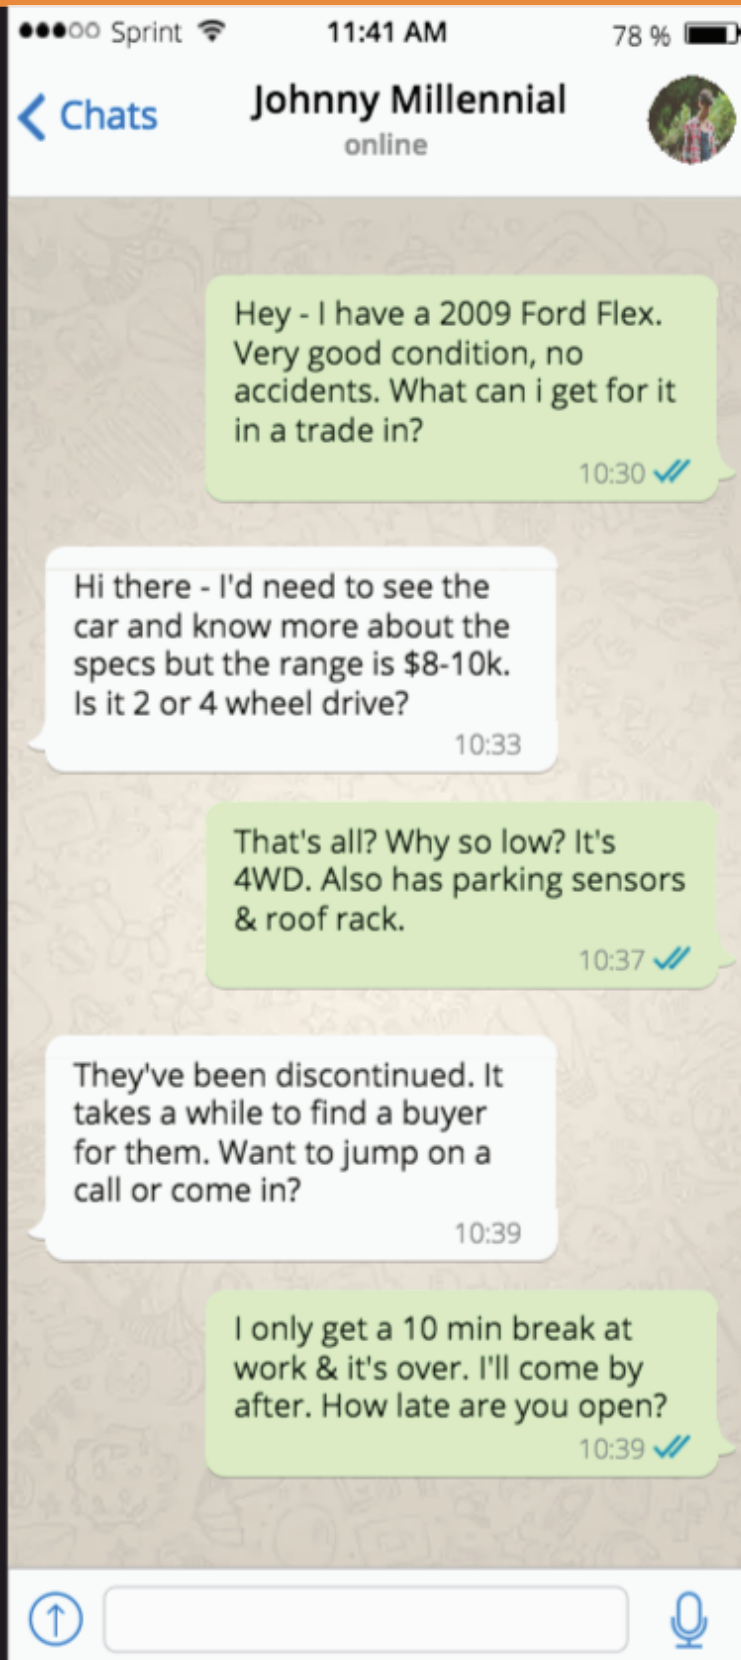 Sprint 11:41 AM 78 %
Chats Johnny Millennial
online
Hey - I have a 2009 Ford Flex.
Very good condition, no
accidents. What can i get for it
in a trade in?
10:30
Hi there - I'd need to see the
car and know more about the
specs but the range is $8-10k.
Is it 2 or 4 wheel drive?
10:33
That's all? Why so low? It's
4WD. Also has parking sensors
& roof rack.
10:37
They've been discontinued. It
takes a while to find a buyer
for them. Want to jump on a
call or come in?
10:39
I only get a 10 min break at
work & it's over. I'll come by
after. How late are you open?
10:39